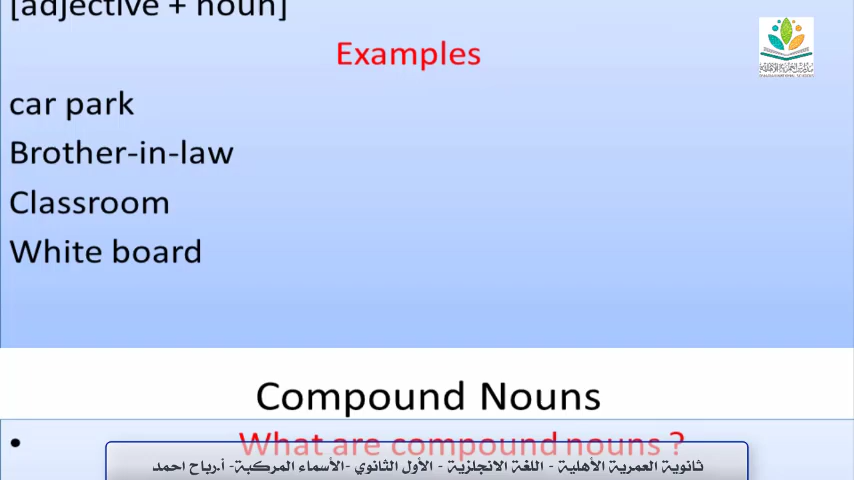 [adjective + noun]
Examples
car park
Brother-in-law
Classroom
White board
Compound Nouns
• What are compound nouns ?
ثانوية العمرية الأهلية - اللغة الانجلزية - الأول الثانوي -الأسماء المركبة- أ.رباح احمد